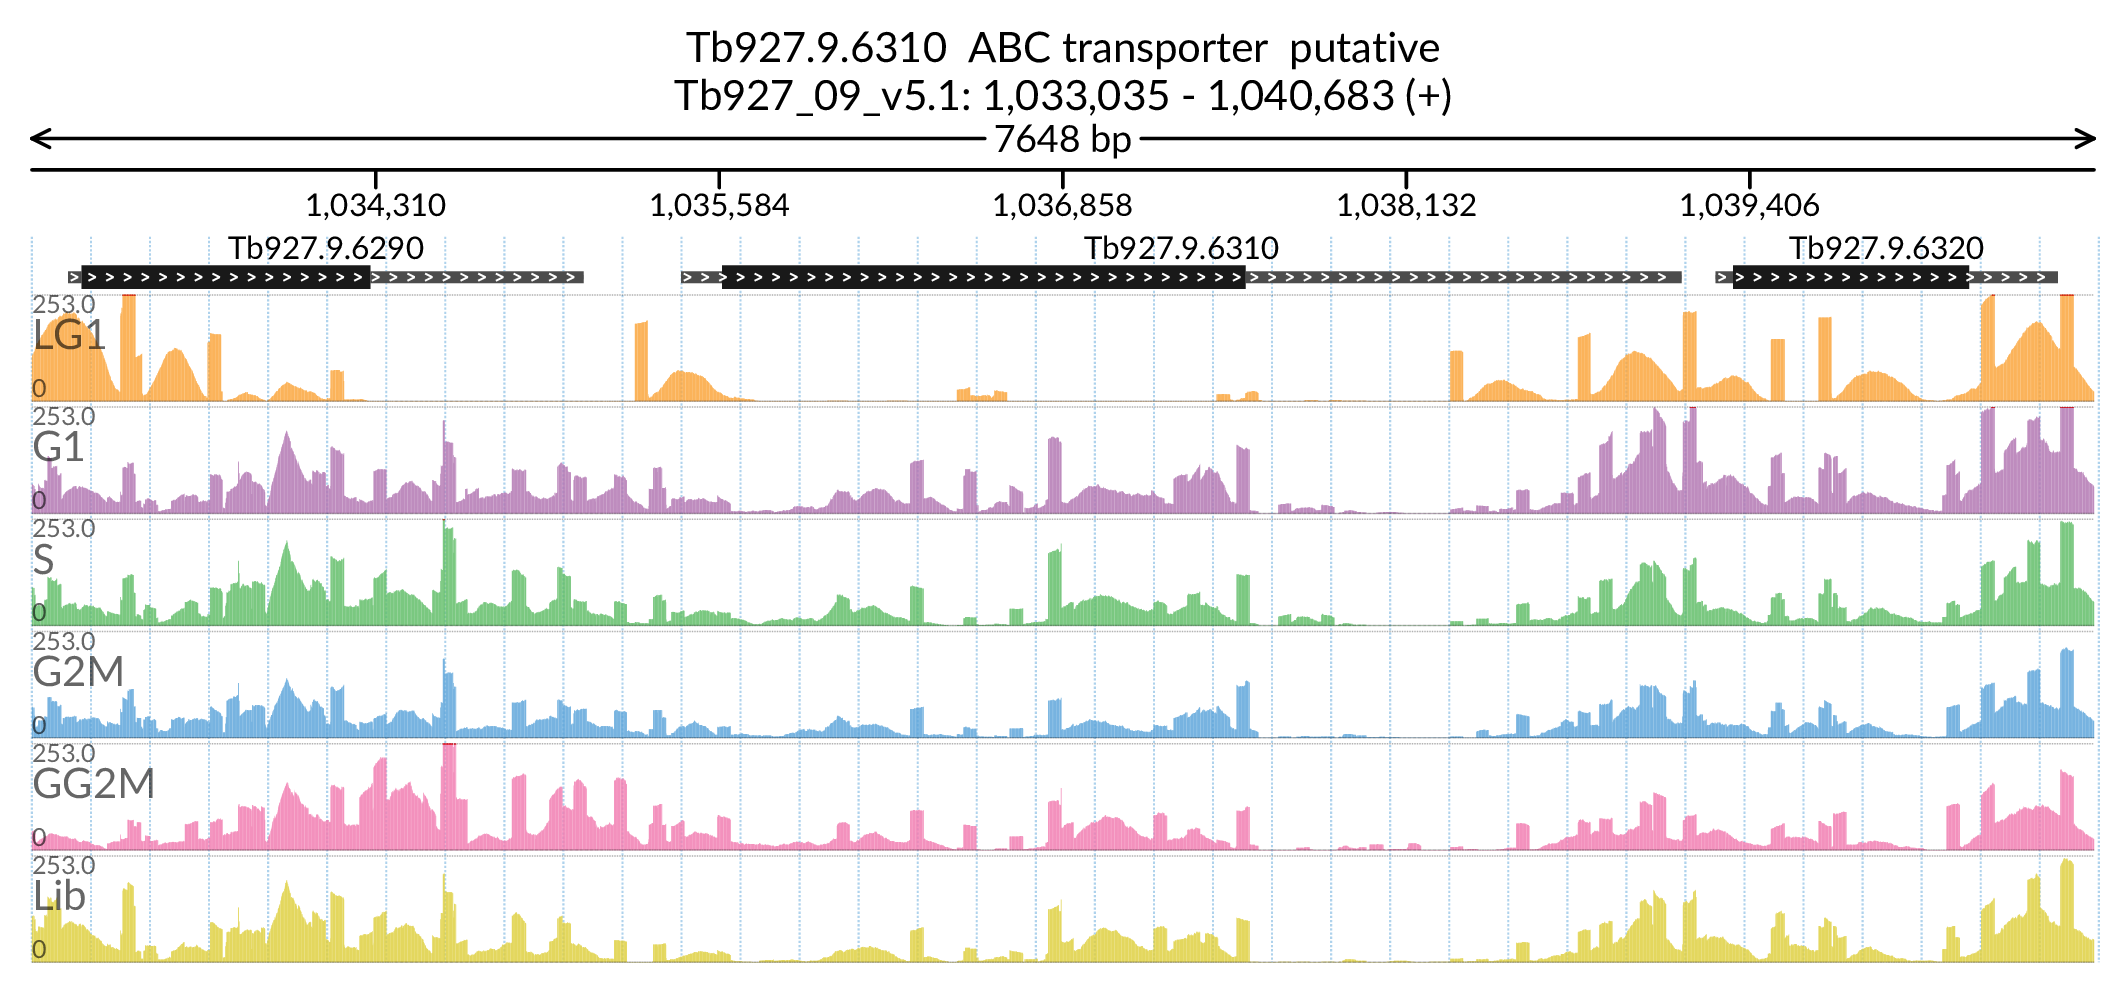 Tb927.9.6310  ABC transporter  putative
Tb927_09_v5.1: 1,033,035 - 1,040,683 (+)
7648 bp
1,034,310 1,035,584 1,036,858 1,038,132 1,039,406
Tb927.9.6290 Tb927.9.6310 Tb927.9.6320
253.0
LG1
0
253.0
G1
0
253.0
S
0
253.0
G2M
0
253.0
GG2M
0
253.0
Lib
0